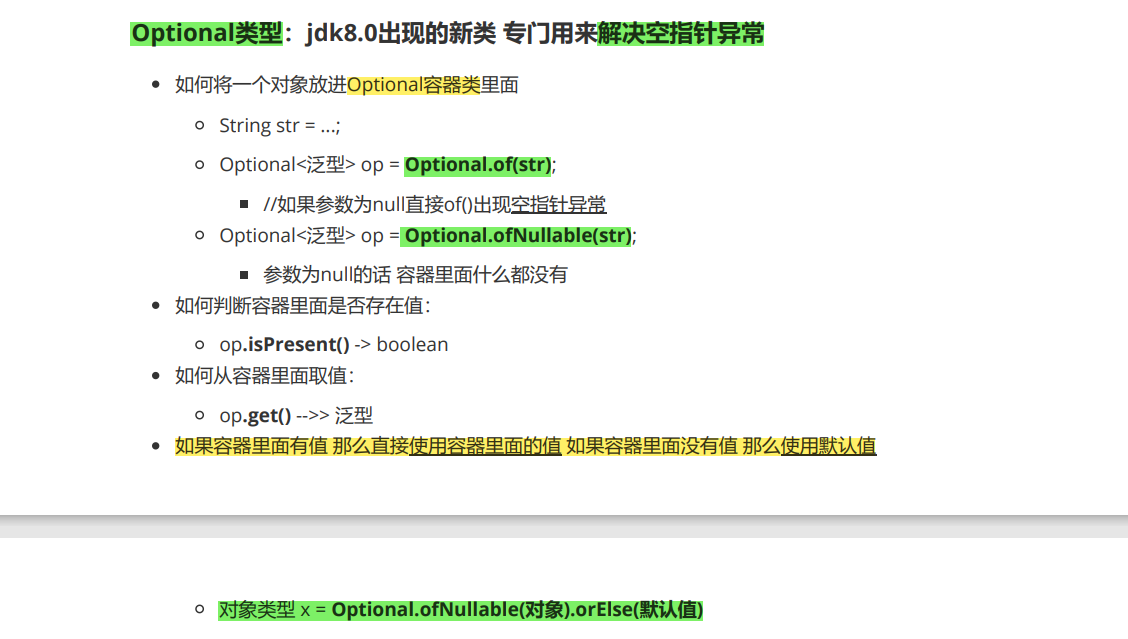 Optional类型：jdk8.0出现的新类 专门用来解决空指针异常
如何将一个对象放进Optional容器类里面
String str = ...;
Optional<泛型> op = Optional.of(str);
//如果参数为null直接of()出现空指针异常
Optional<泛型> op = Optional.ofNullable(str);
参数为null的话 容器里面什么都没有
如何判断容器里面是否存在值：
op.isPresent() -> boolean
如何从容器里面取值：
op.get() -->> 泛型
如果容器里面有值 那么直接使用容器里面的值 如果容器里面没有值 那么使用默认值
对象类型 x = Optional.ofNullable(对象).orElse(默认值)